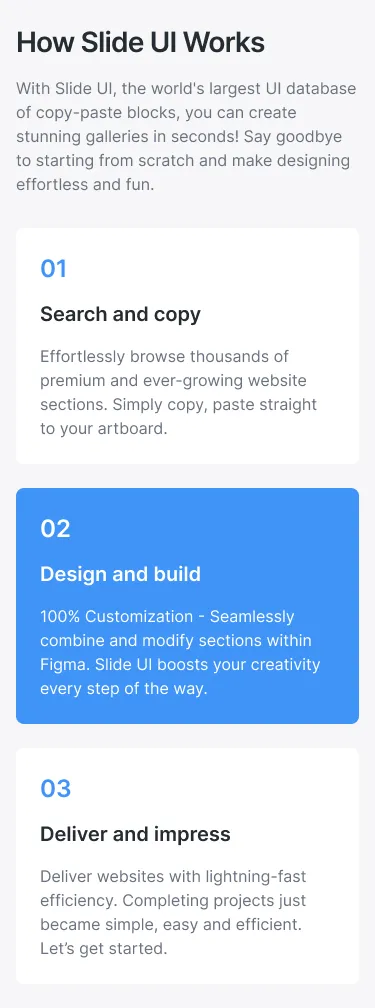 How Slide UI Works
With Slide UI, the world's largest UI database
of copy-paste blocks, you can create
stunning galleries in seconds! Say goodbye
to starting from scratch and make designing
effortless and fun.
01
Search and copy
Effortlessly browse thousands of
premium and ever-growing website
sections. Simply copy, paste straight
to your artboard.
02
Design and build
100% Customization - Seamlessly
combine and modify sections within
Figma. Slide UI boosts your creativity
every step of the way.
03
Deliver and impress
Deliver websites with lightning-fast
efficiency. Completing projects just
became simple, easy and efficient.
Let’s get started.